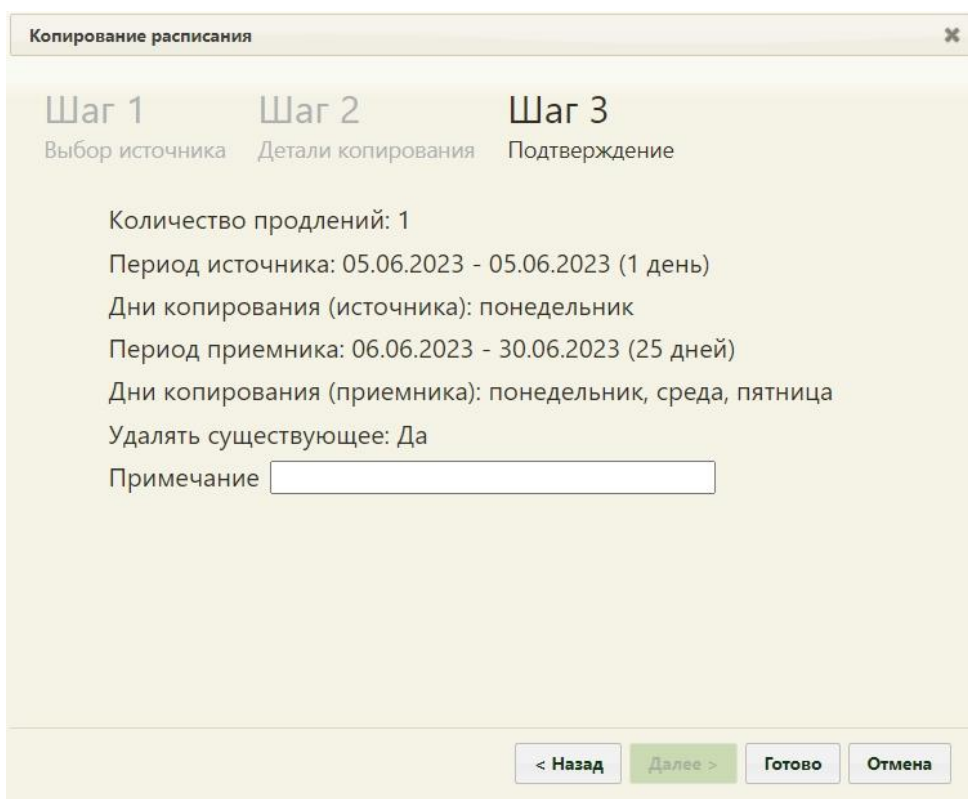 Копирование расписания
Шаг 1 Шаг 2 Шаг 3
Выбор источника Детали копирования Подтверждение
Количество продлений: 1
Период источника: 05.06.2023 - 05.06.2023 (1 день)
Дни копирования (источника): понедельник
Период приемника: 06.06.2023 - 30.06.2023 (25 дней)
Дни копирования (приемника): понедельник, среда, пятница
Удалять существующее: Да
Примечание
< Назад Далее > Готово Отмена